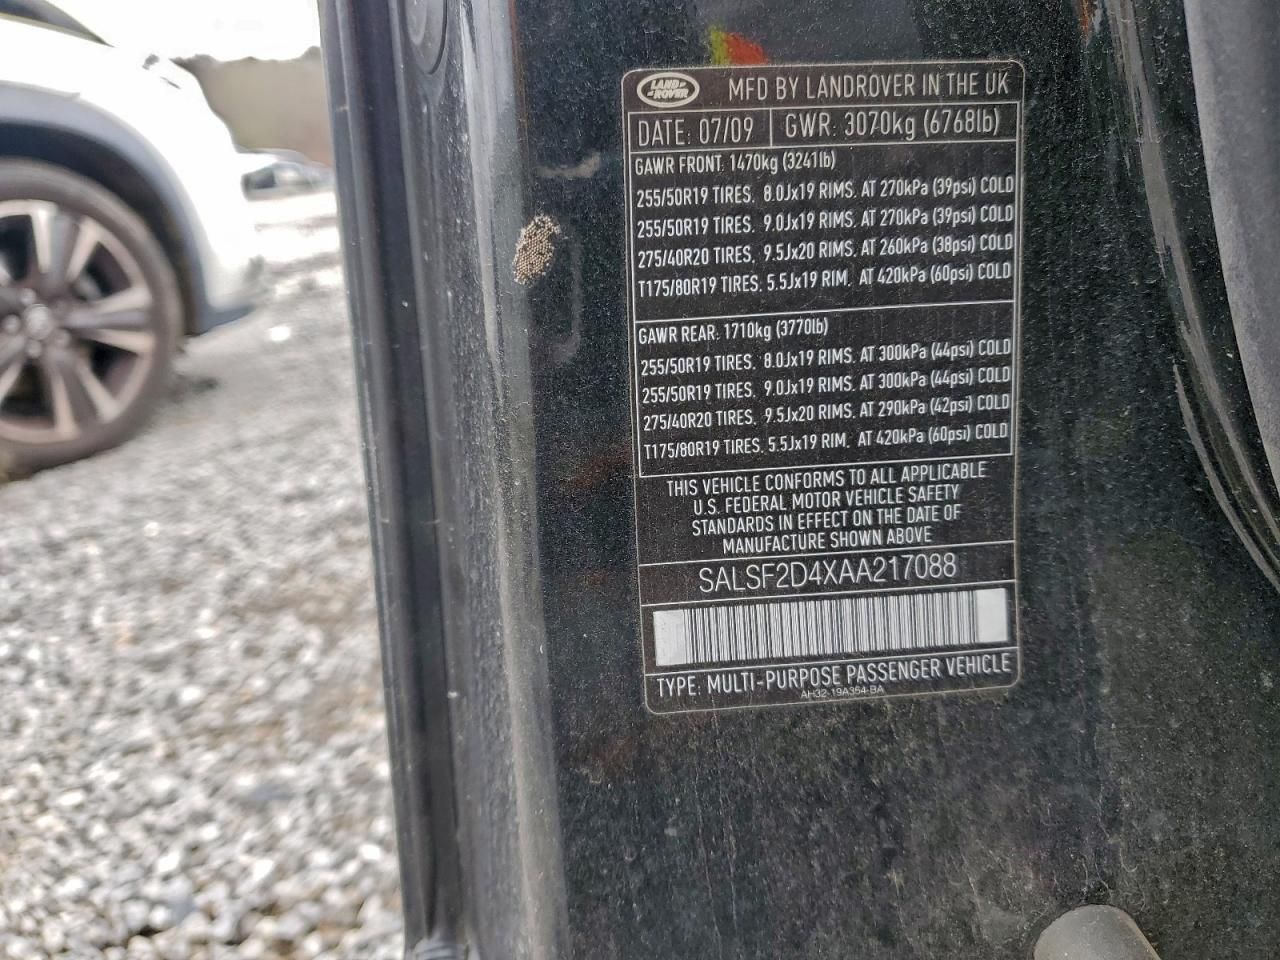 LAND ROVER
MFD BY LANDROVER IN THE UK
DATE: 07/09 GWR: 3070kg (6768lb)
GAWR FRONT: 1470kg (3241lb)
255/50R19 TIRES, 8.0Jx19 RIMS, AT 270kPa (39psi) COLD
255/50R19 TIRES, 9.0Jx19 RIMS, AT 270kPa (39psi) COLD
275/40R20 TIRES, 9.5Jx20 RIMS, AT 260kPa (38psi) COLD
T175/80R19 TIRES, 5.5Jx19 RIM, AT 420kPa (60psi) COLD
GAWR REAR: 1710kg (3770lb)
255/50R19 TIRES, 8.0Jx19 RIMS, AT 300kPa (44psi) COLD
255/50R19 TIRES, 9.0Jx19 RIMS, AT 300kPa (44psi) COLD
275/40R20 TIRES, 9.5Jx20 RIMS, AT 290kPa (42psi) COLD
T175/80R19 TIRES, 5.5Jx19 RIM, AT 420kPa (60psi) COLD
THIS VEHICLE CONFORMS TO ALL APPLICABLE
U.S. FEDERAL MOTOR VEHICLE SAFETY
STANDARDS IN EFFECT ON THE DATE OF
MANUFACTURE SHOWN ABOVE
SALSF2D4XAA217088
TYPE: MULTI-PURPOSE PASSENGER VEHICLE
AH32-19A354-BA